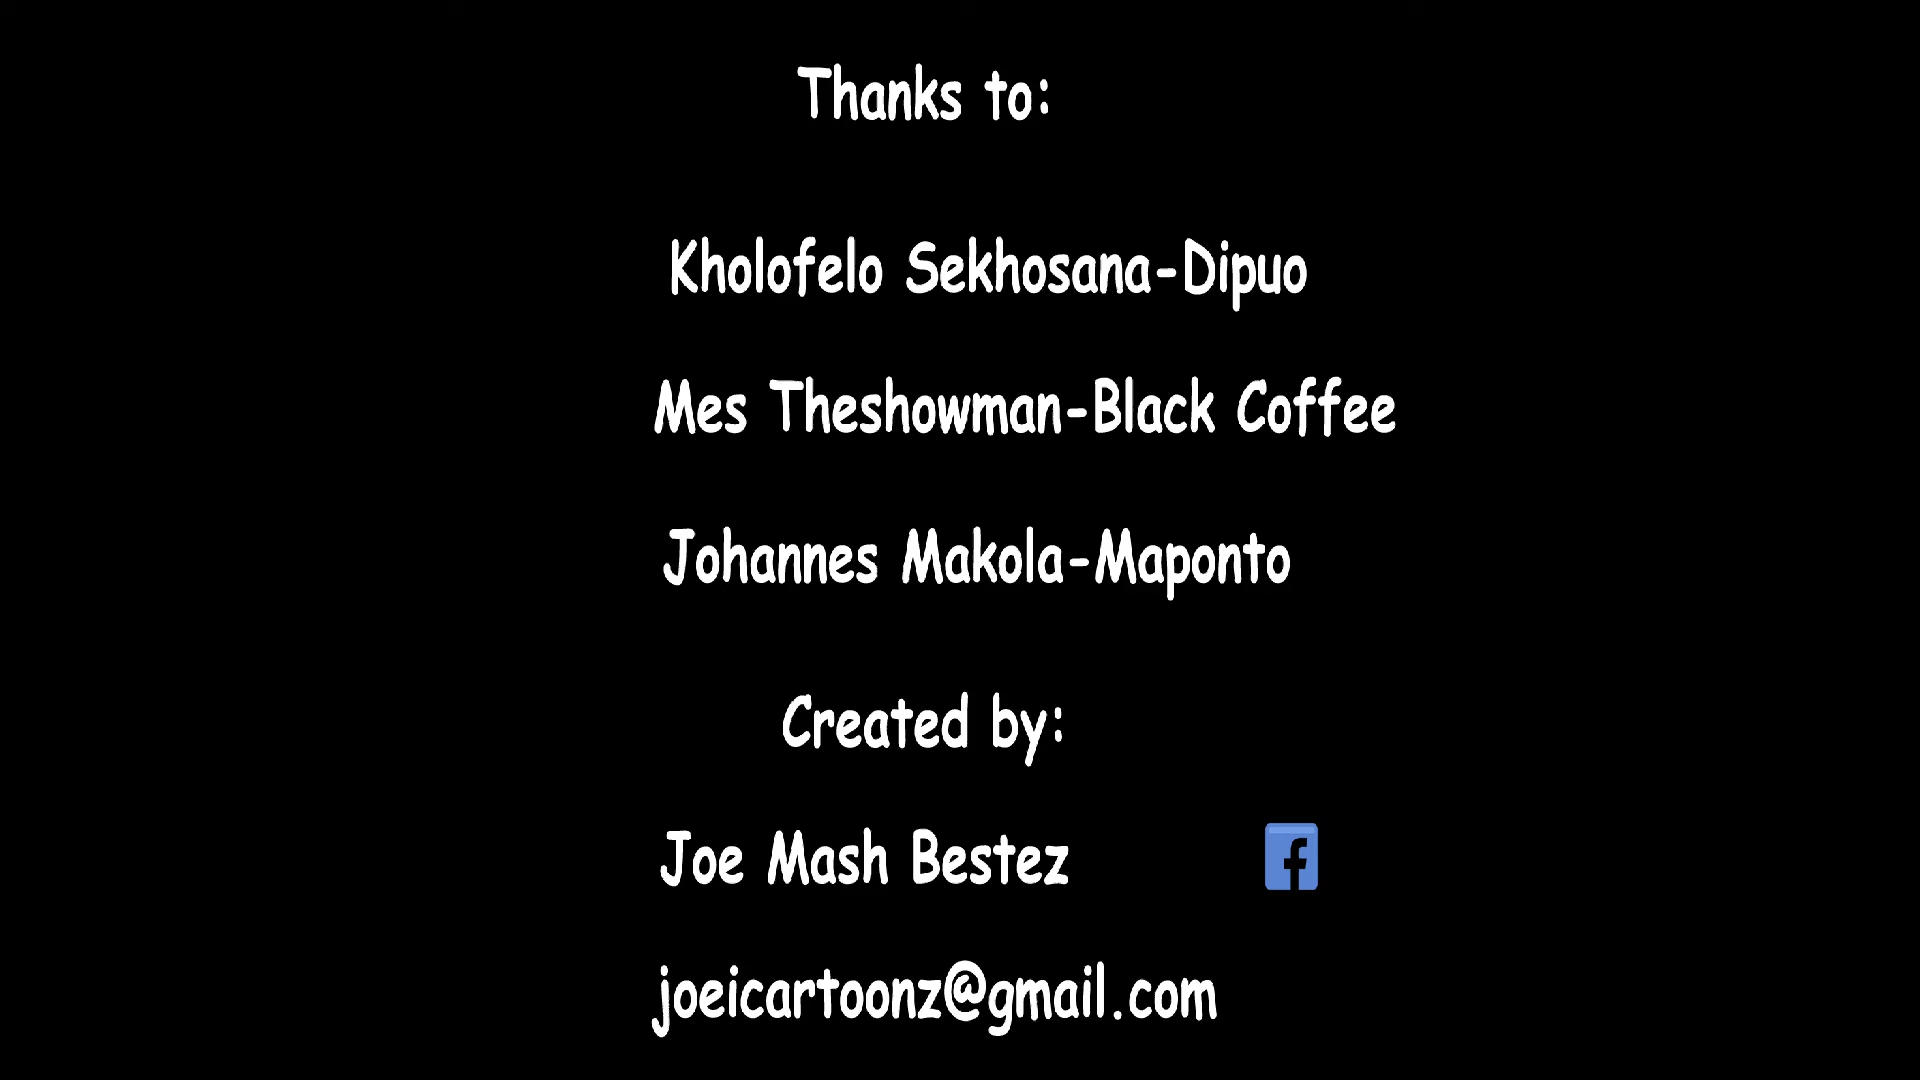 Thanks to:
Kholofelo Sekhosana-Dipuo
Mes Theshowman-Black Coffee
Johannes Makola-Maponto
Created by:
Joe Mash Bestez
joeicartoonz@gmail.com